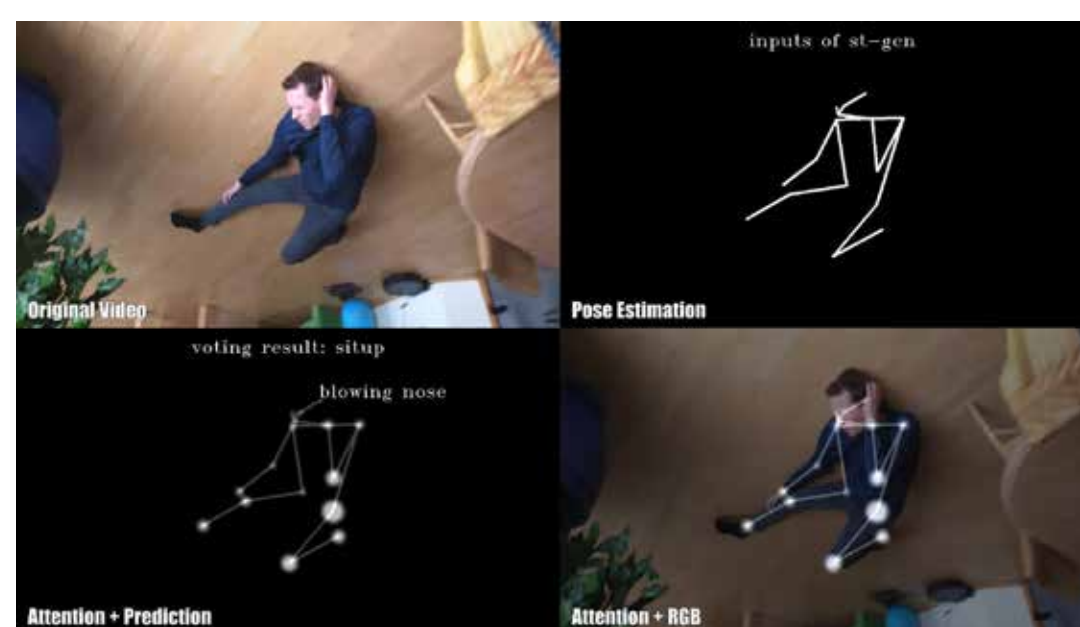 inputs of st-gcn
Original Video
Pose Estimation
voting result: situp
blowing nose
Attention + Prediction
Attention + RGB